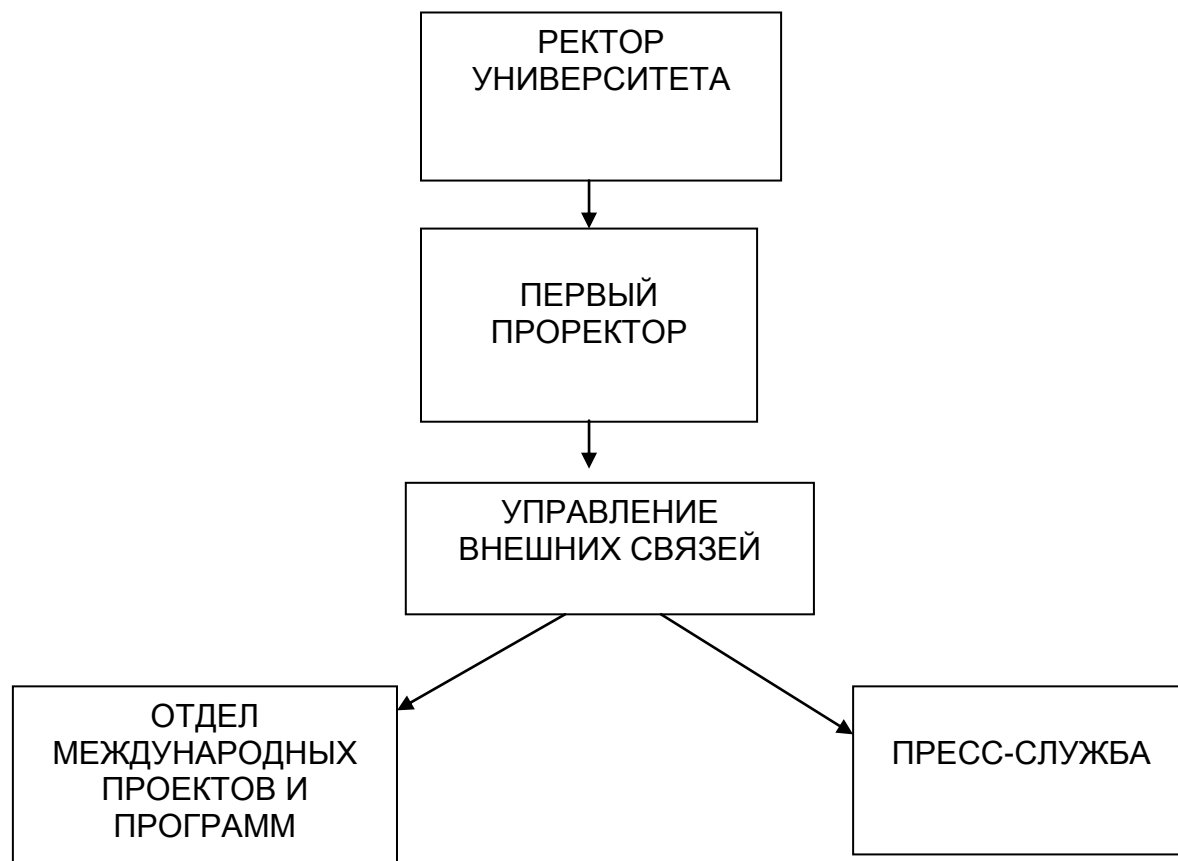 РЕКТОР
УНИВЕРСИТЕТА
ПЕРВЫЙ
ПРОРЕКТОР
УПРАВЛЕНИЕ
ВНЕШНИХ СВЯЗЕЙ
ОТДЕЛ
МЕЖДУНАРОДНЫХ
ПРОЕКТОВ И
ПРОГРАММ
ПРЕСС-СЛУЖБА